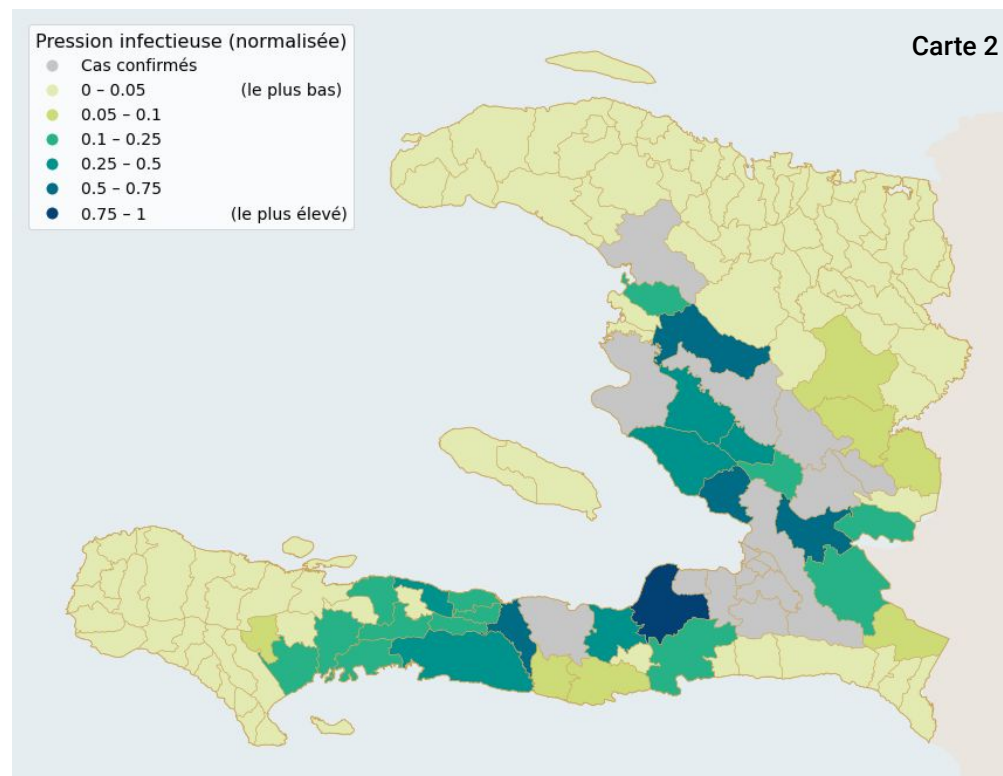 Carte 2
Pression infectieuse (normalisée)
Cas confirmés
0 – 0.05 (le plus bas)
0.05 – 0.1
0.1 – 0.25
0.25 – 0.5
0.5 – 0.75
0.75 – 1 (le plus élevé)